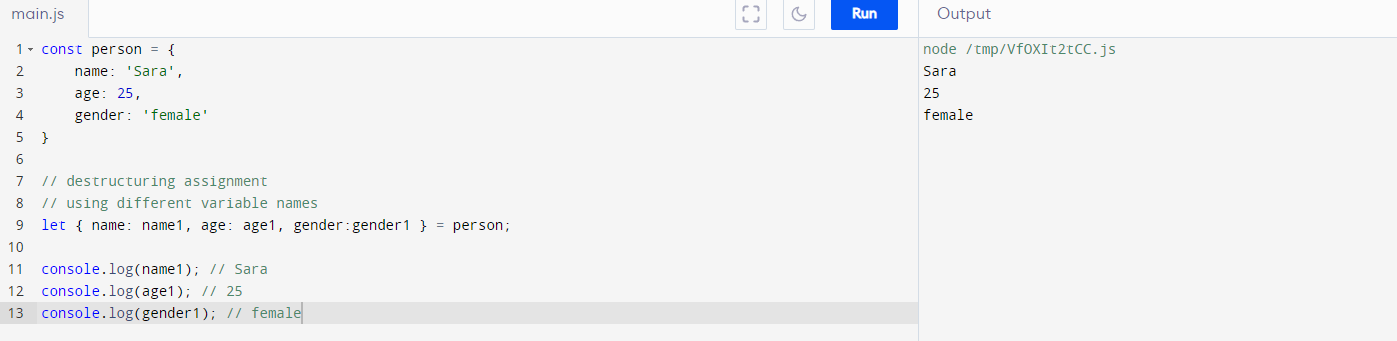 main.js
Run
Output
1 const person = {
2 name: 'Sara',
3 age: 25,
4 gender: 'female'
5 }
6
7 // destructuring assignment
8 // using different variable names
9 let { name: name1, age: age1, gender:gender1 } = person;
10
11 console.log(name1); // Sara
12 console.log(age1); // 25
13 console.log(gender1); // female
node /tmp/VfOXIt2tCC.js
Sara
25
female